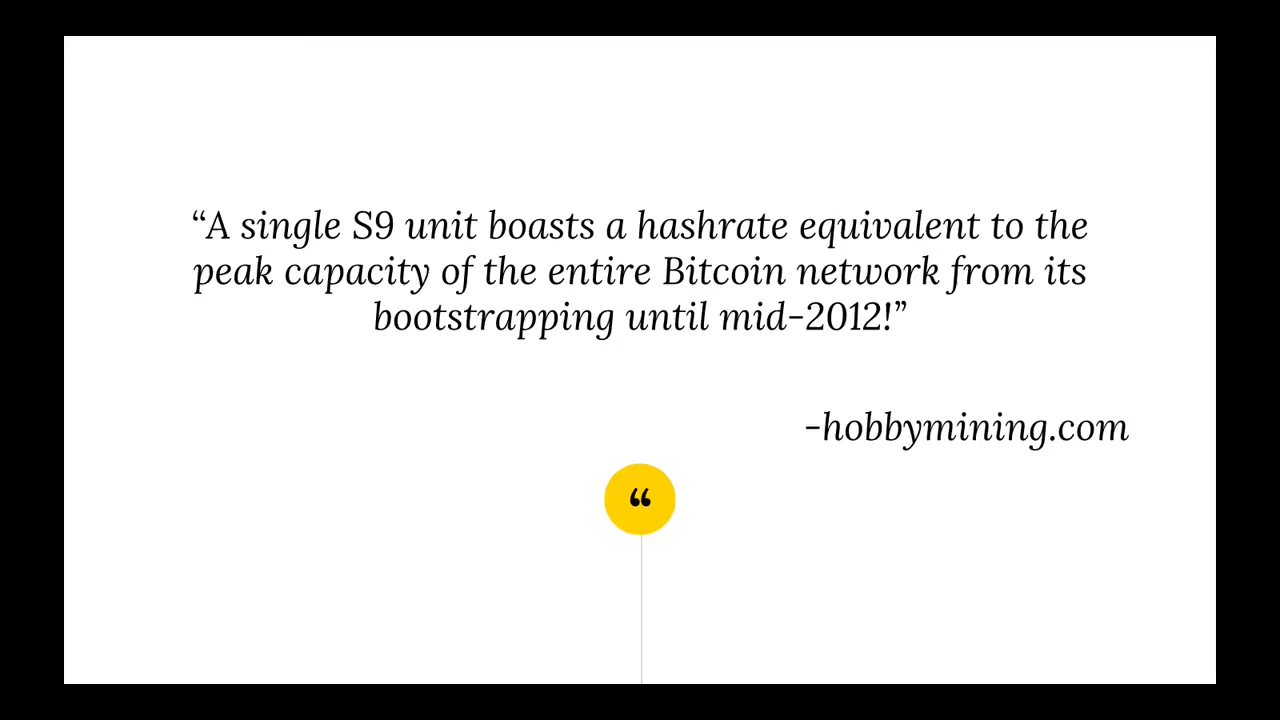 “A single S9 unit boasts a hashrate equivalent to the
peak capacity of the entire Bitcoin network from its
bootstrapping until mid-2012!”
-hobbymining.com
“